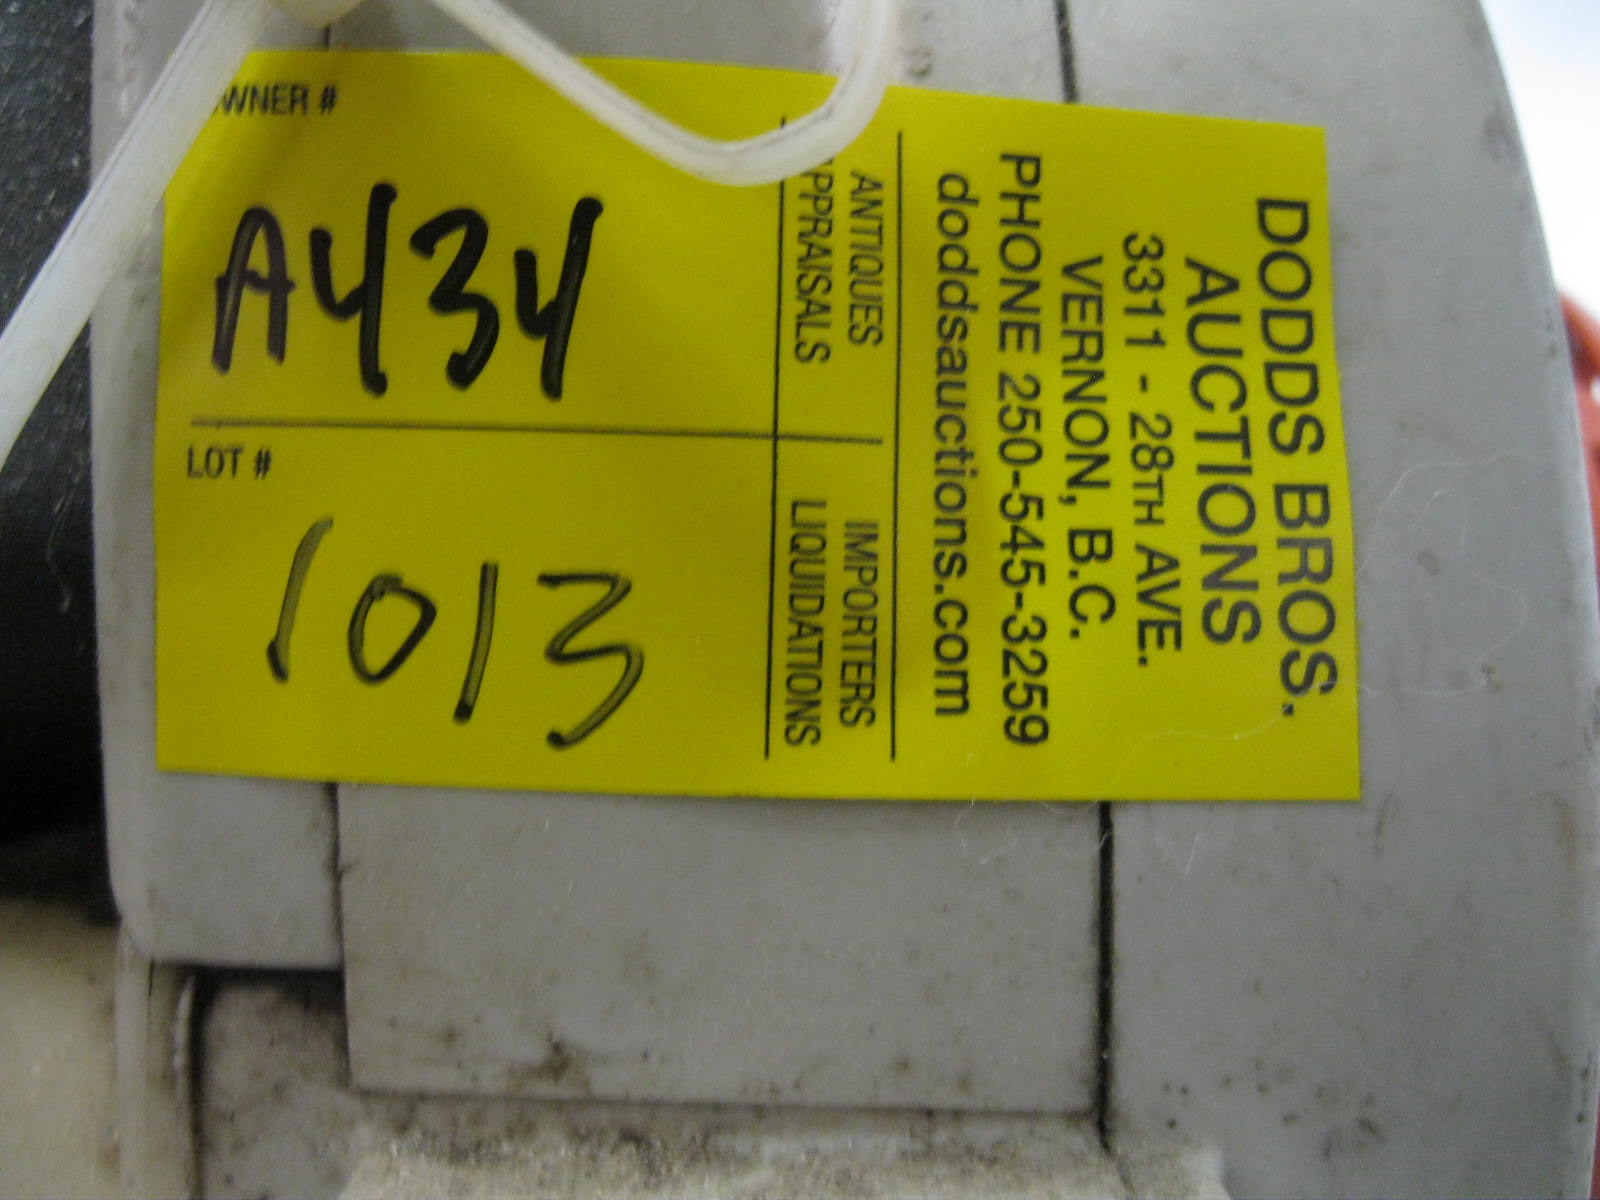 DODDS BROS.
AUCTIONS
3311 - 28TH AVE.
VERNON, B.C.
PHONE 250-545-3259
doddsauctions.com
ANTIQUES
APPRAISALS
IMPORTERS
LIQUIDATIONS
OWNER #
A434
LOT #
1013